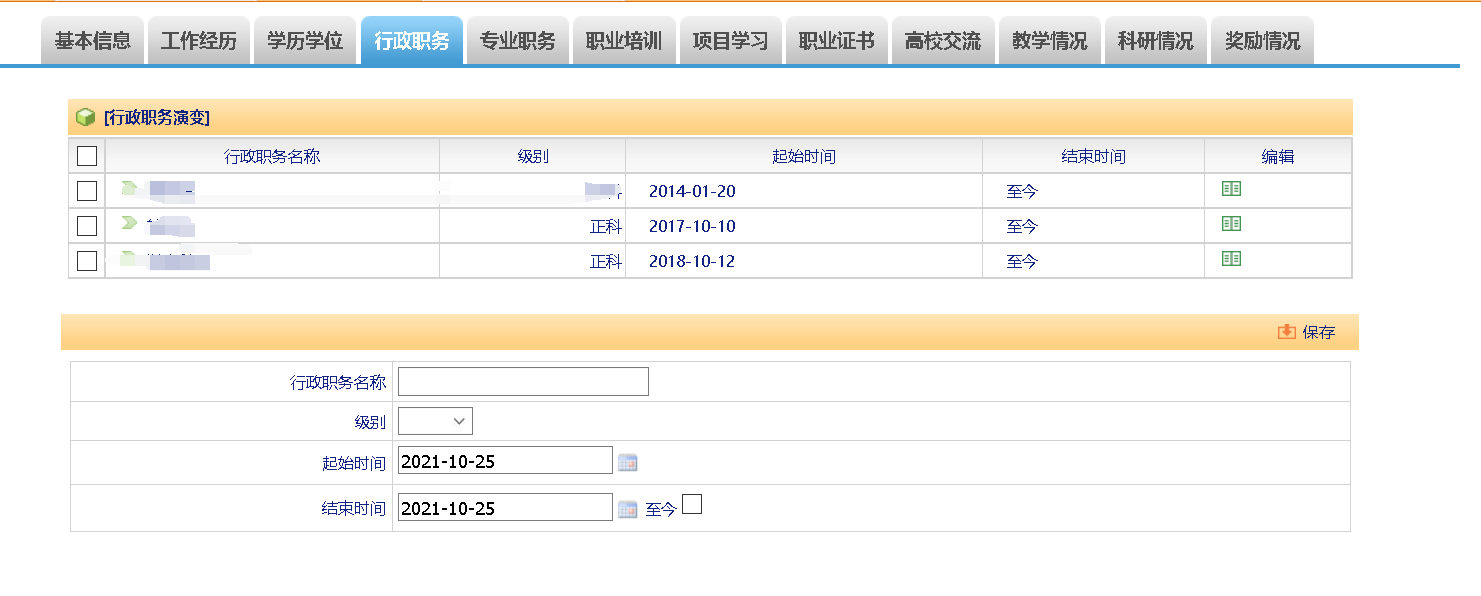 基本信息 工作经历 学历学位 行政职务 专业职务 职业培训 项目学习 职业证书 高校交流 教学情况 科研情况 奖励情况
[行政职务演变]
行政职务名称 级别 起始时间 结束时间 编辑
2014-01-20 至今
正科 2017-10-10 至今
正科 2018-10-12 至今
保存
行政职务名称
级别
起始时间 2021-10-25
结束时间 2021-10-25 至今